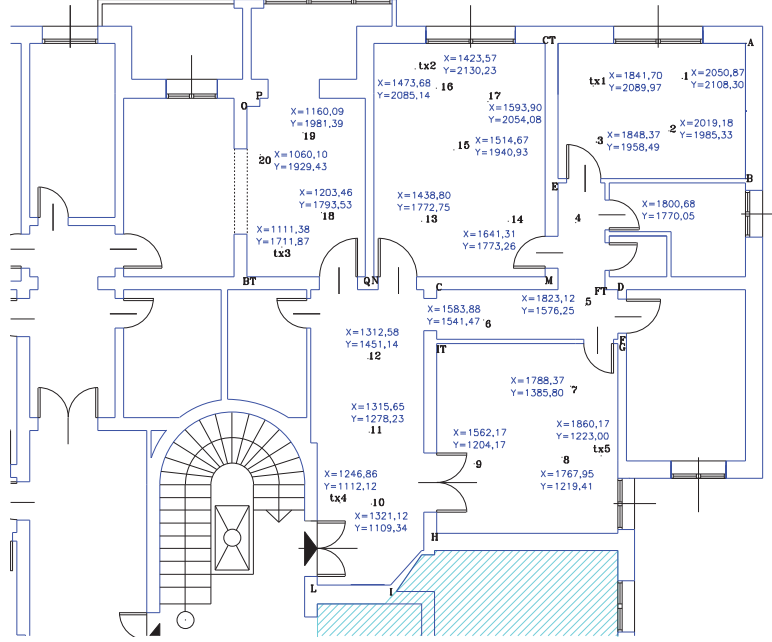 CT
A
X=1423,57
Y=2130,23
tx2
X=1473,68
Y=2085,14
16
17
X=1593,90
Y=2054,08
tx1
X=1841,70
Y=2089,97
1
X=2050,87
Y=2108,30
P
O
X=1160,09
Y=1981,39
19
2
X=2019,18
Y=1985,33
3
X=1848,37
Y=1958,49
15
X=1514,67
Y=1940,93
20
X=1060,10
Y=1929,43
E
B
X=1203,46
Y=1793,53
18
X=1438,80
Y=1772,75
13
14
X=1641,31
Y=1773,26
4
X=1800,68
Y=1770,05
X=1111,38
Y=1711,87
tx3
BT
Q
N
C
M
FT
D
X=1583,88
Y=1541,47
6
X=1823,12
Y=1576,25
5
X=1312,58
Y=1451,14
12
IT
F
G
X=1788,37
Y=1385,80
7
X=1315,65
Y=1278,23
11
X=1562,17
Y=1204,17
9
X=1860,17
Y=1223,00
tx5
8
X=1767,95
Y=1219,41
X=1246,86
Y=1112,12
tx4
10
X=1321,12
Y=1109,34
H
L
I